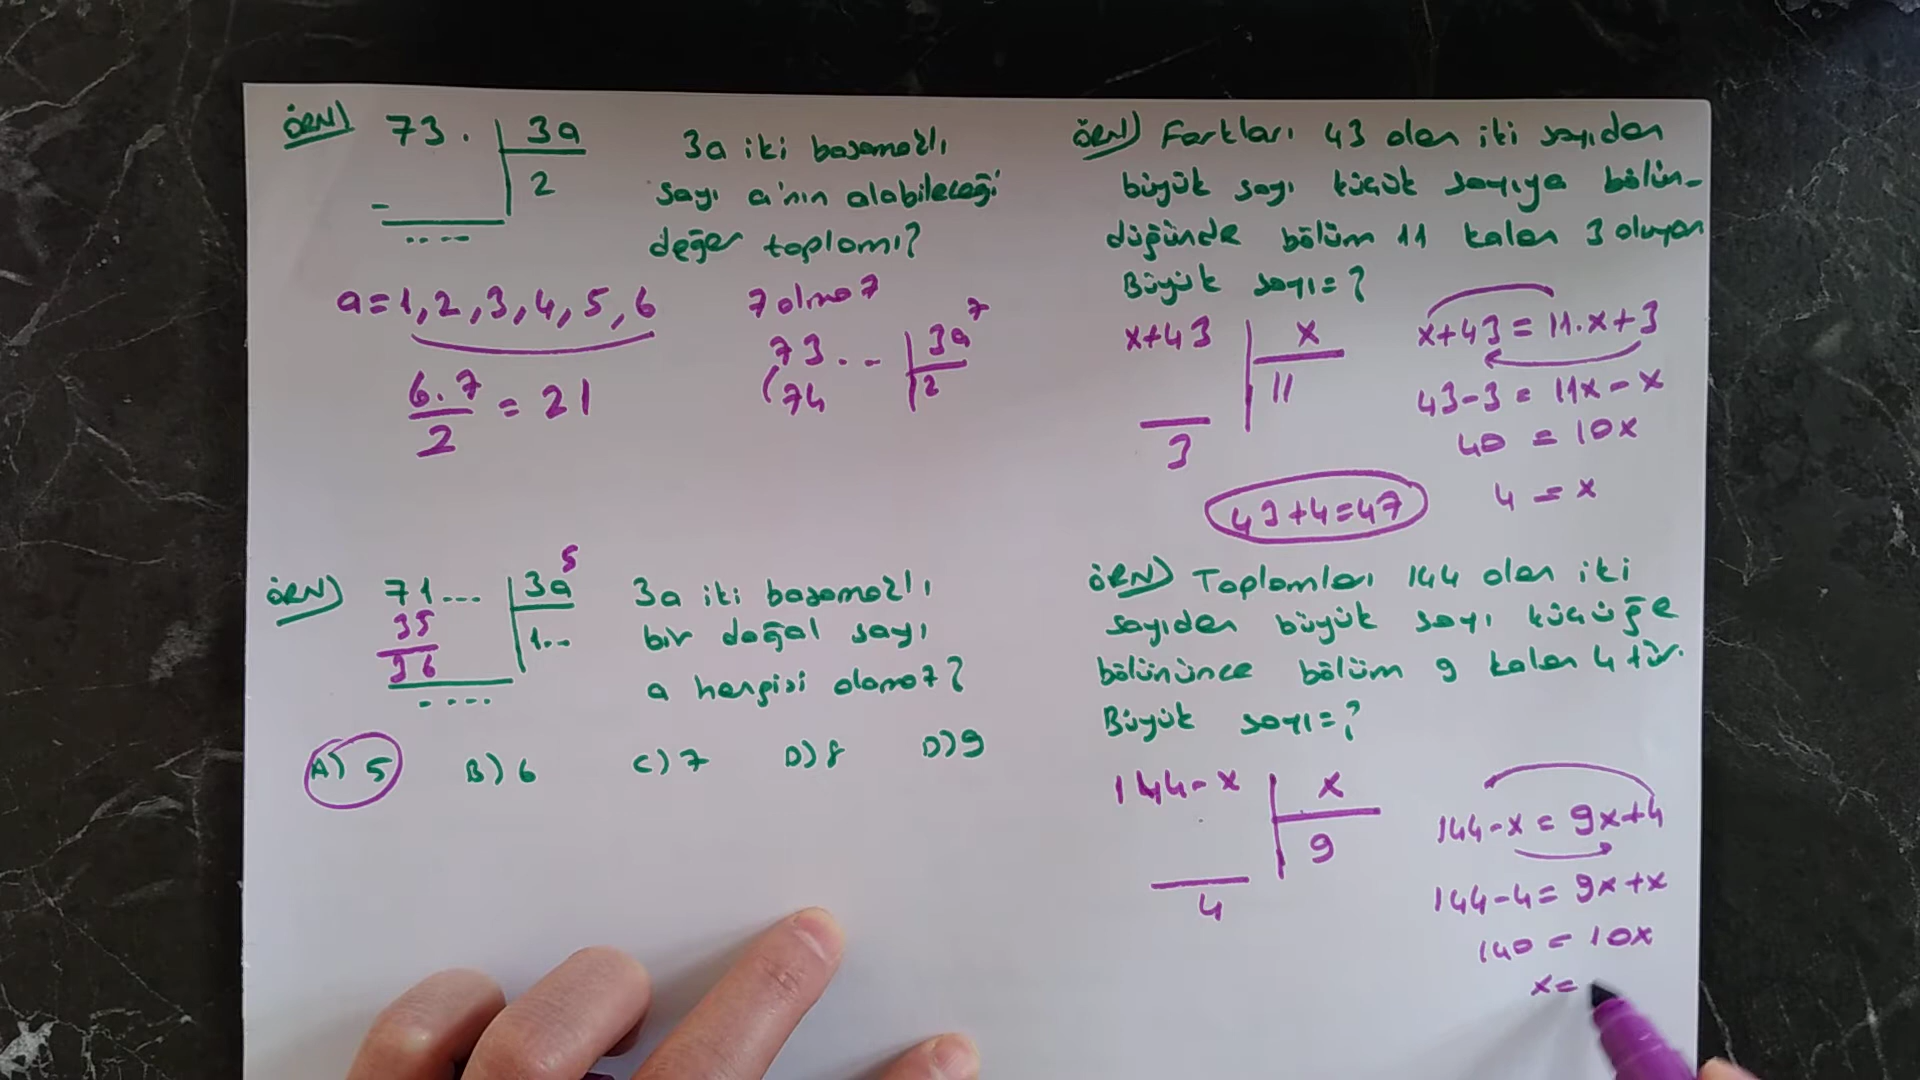 ÖRN) 73. | 3a
2
-
....
3a iki basamaklı
sayı a'nın alabileceği
değer toplamı?
a=1,2,3,4,5,6
6.7
2
= 21
7 olmaz
73... | 3a 7
74 | 2
ÖRN) 71... | 3a 5
35 | 1...
36
....
3a iki basamaklı
bir doğal sayı
a hangisi olamaz?
A) 5 B) 6 C) 7 D) 8 D) 9
ÖRN) Farkları 43 olan iki sayıdan
büyük sayı küçük sayıya bölün-
düğünde bölüm 11 kalan 3 oluyor
Büyük sayı=?
x+43 | x
11
3
x+43 = 11.x+3
43-3 = 11x-x
40 = 10x
4 = x
43+4=47
ÖRN) Toplamları 144 olan iki
sayıdan büyük sayı küçüğe
bölününce bölüm 9 kalan 4 tür.
Büyük sayı=?
144-x | x
9
4
144-x = 9x+4
144-4 = 9x+x
140 = 10x
x=